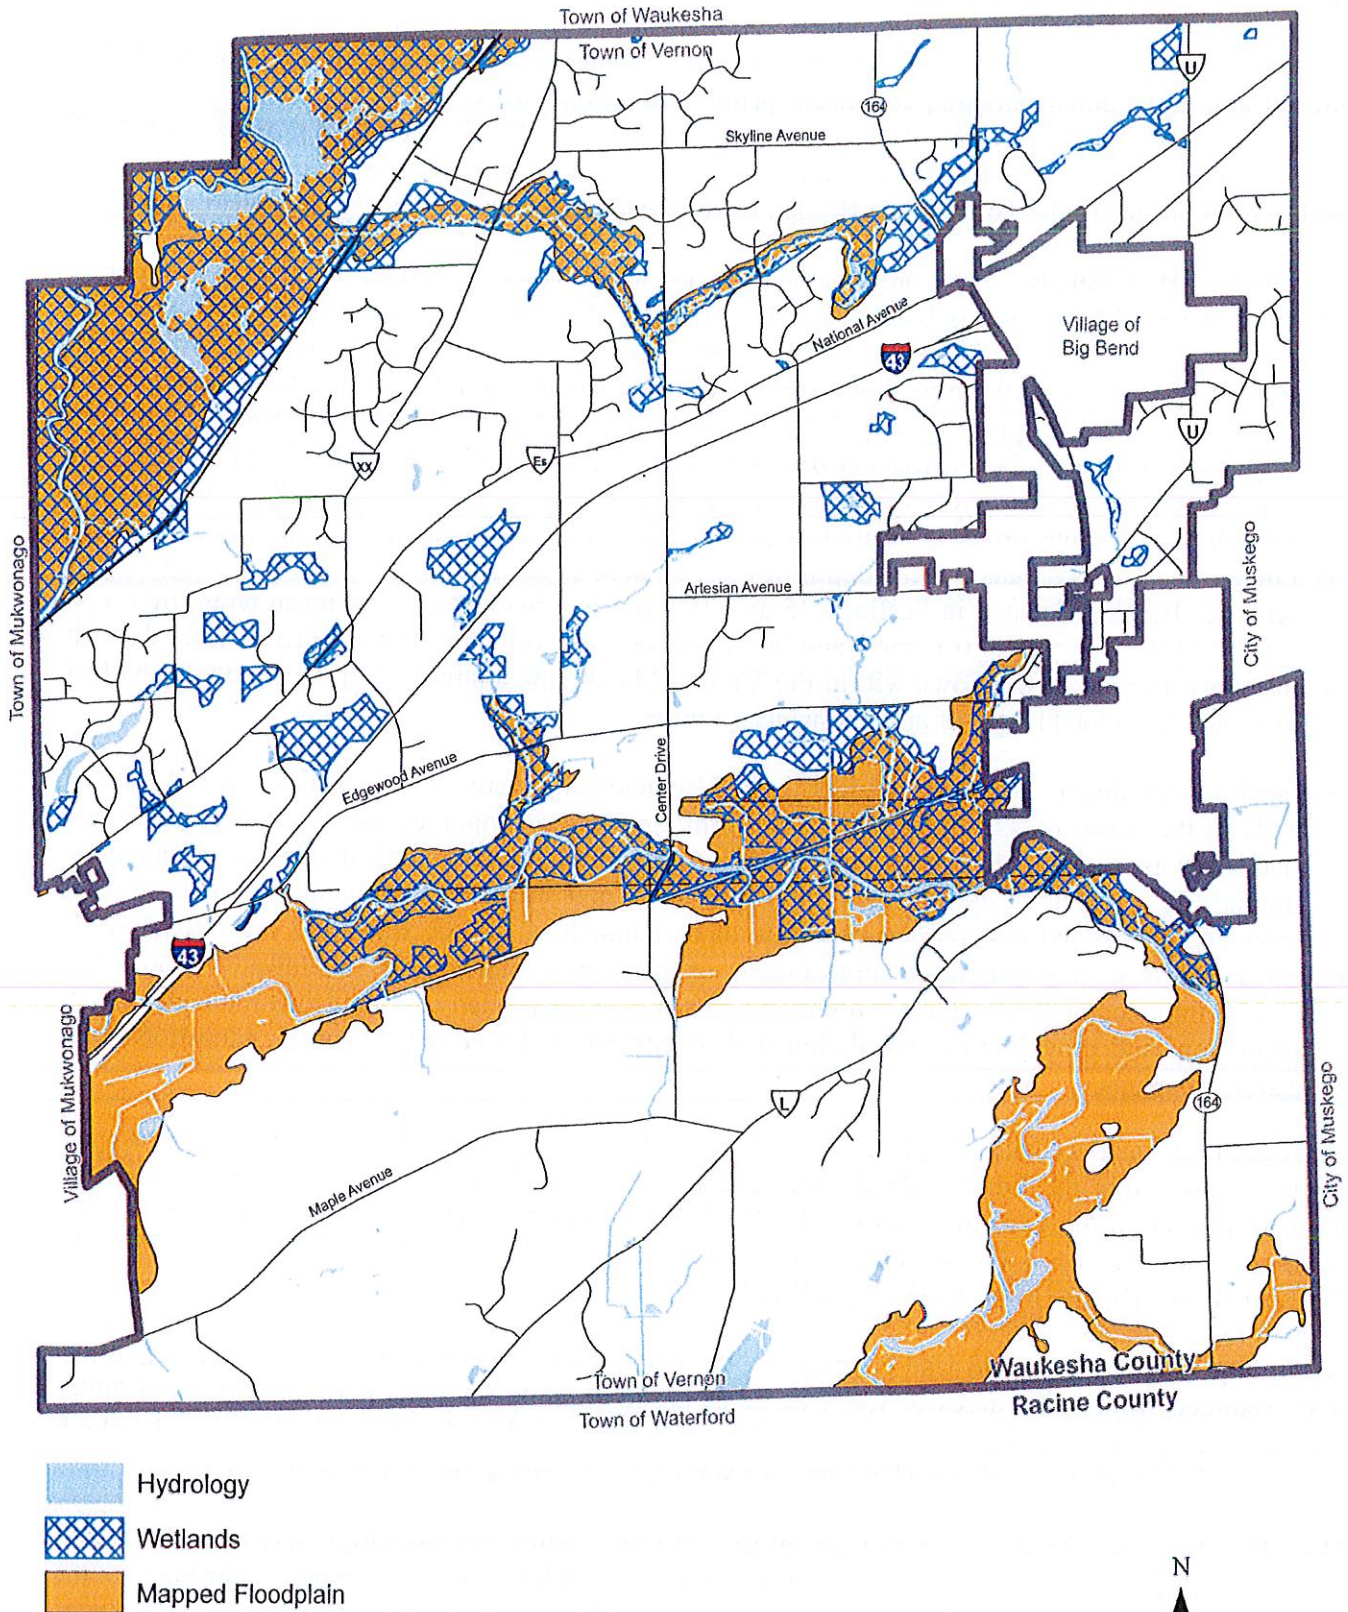 Town of Waukesha
Town of Vernon
U
164
Skyline Avenue
National Avenue
Village of
Big Bend
43
U
XX
Es
Town of Mukwonago
Artesian Avenue
City of Muskego
Edgewood Avenue
Center Drive
43
Village of Mukwonago
L
164
City of Muskego
Maple Avenue
Waukesha County
Town of Vernon
Racine County
Town of Waterford
Hydrology
Wetlands
Mapped Floodplain
N